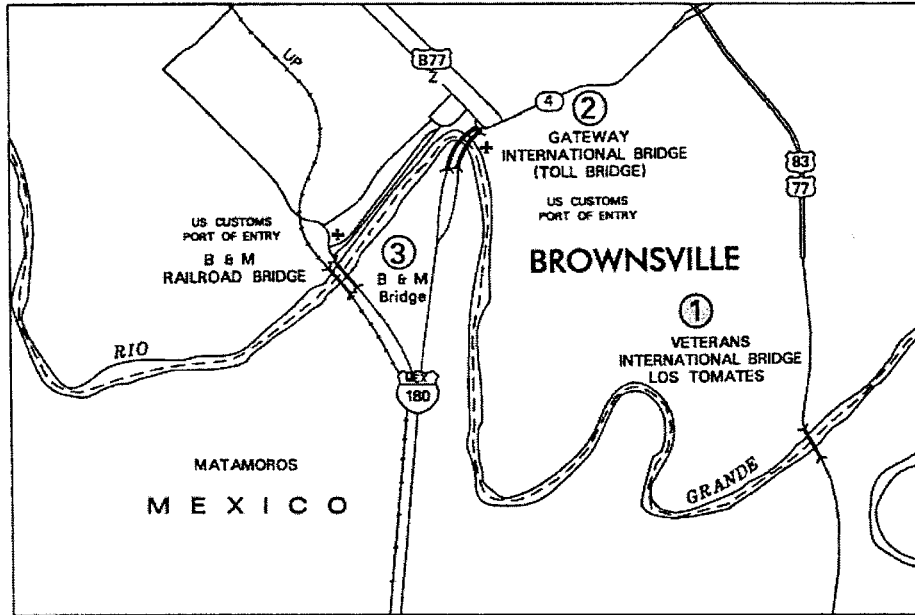 UP
B77
Z
4
2
GATEWAY
INTERNATIONAL BRIDGE
(TOLL BRIDGE)
US CUSTOMS
PORT OF ENTRY
83
77
US CUSTOMS
PORT OF ENTRY
B & M
RAILROAD BRIDGE
3
B & M
Bridge
BROWNSVILLE
1
VETERANS
INTERNATIONAL BRIDGE
LOS TOMATES
RIO
MEX
180
GRANDE
MATAMOROS
MEXICO